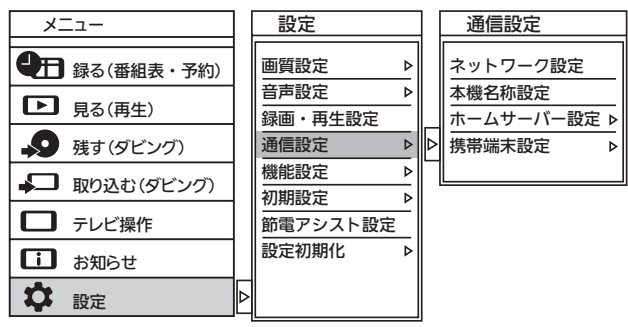 メニュー
録る(番組表・予約)
見る(再生)
残す(ダビング)
取り込む(ダビング)
テレビ操作
お知らせ
設定
設定
画質設定
音声設定
録画・再生設定
通信設定
機能設定
初期設定
節電アシスト設定
設定初期化
通信設定
ネットワーク設定
本機名称設定
ホームサーバー設定
携帯端末設定